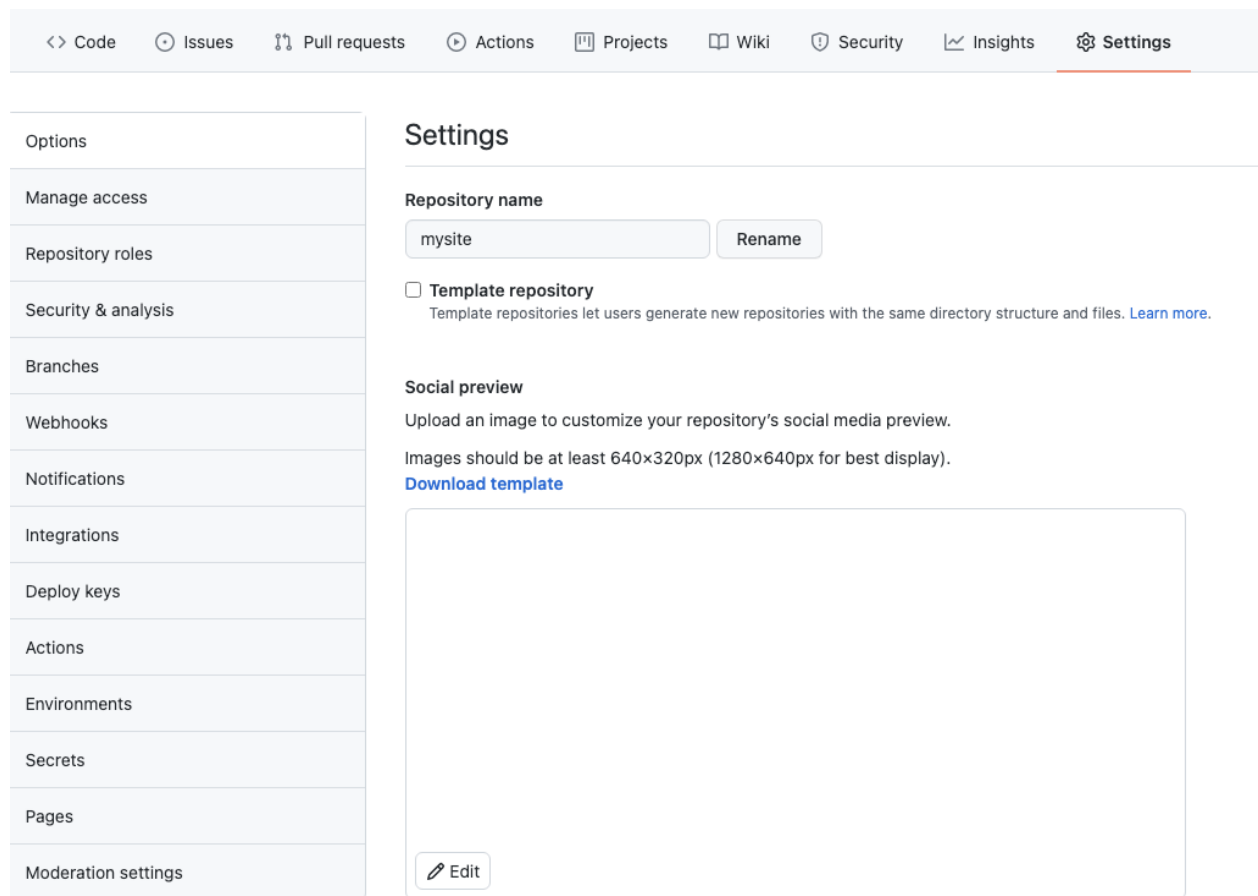 Code Issues Pull requests Actions Projects Wiki Security Insights Settings
Options
Manage access
Repository roles
Security & analysis
Branches
Webhooks
Notifications
Integrations
Deploy keys
Actions
Environments
Secrets
Pages
Moderation settings
Settings
Repository name
mysite Rename
Template repository
Template repositories let users generate new repositories with the same directory structure and files. Learn more.
Social preview
Upload an image to customize your repository’s social media preview.
Images should be at least 640×320px (1280×640px for best display).
Download template
Edit